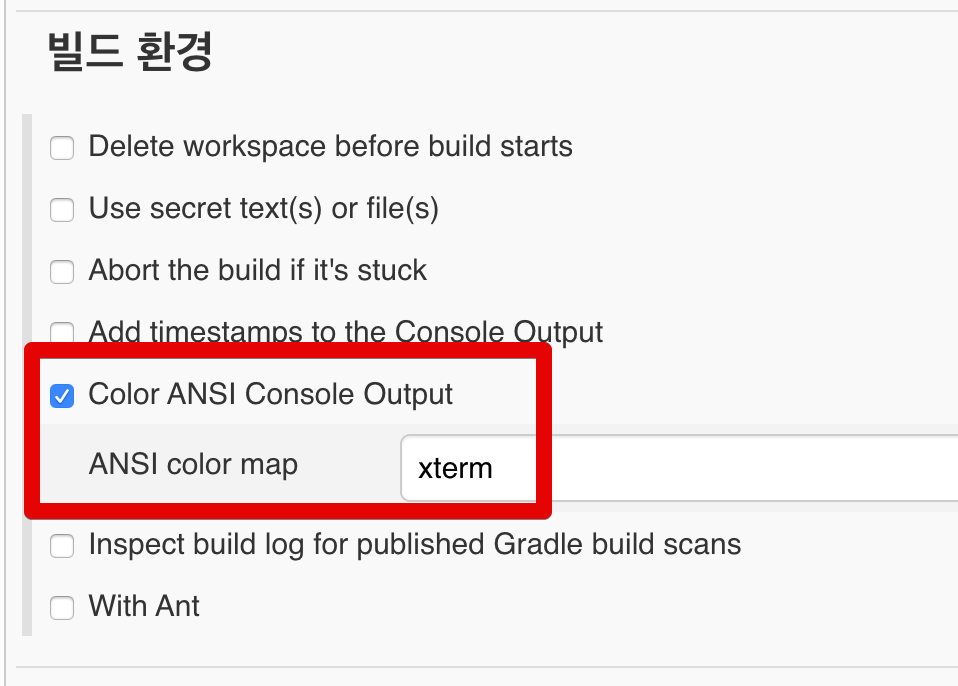 빌드 환경
Delete workspace before build starts
Use secret text(s) or file(s)
Abort the build if it's stuck
Add timestamps to the Console Output
Color ANSI Console Output
ANSI color map xterm
Inspect build log for published Gradle build scans
With Ant